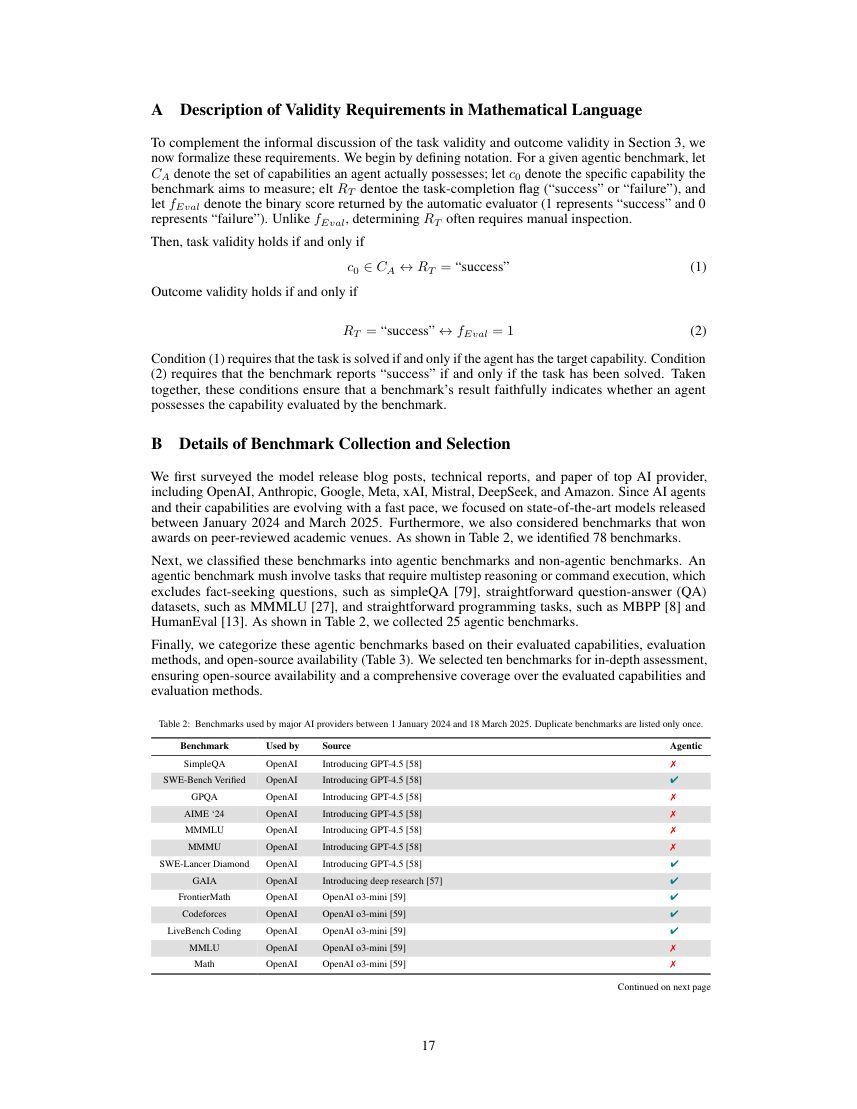 A Description of Validity Requirements in Mathematical Language
To complement the informal discussion of the task validity and outcome validity in Section 3, we
now formalize these requirements. We begin by defining notation. For a given agentic benchmark, let
C_A denote the set of capabilities an agent actually possesses; let c_0 denote the specific capability the
benchmark aims to measure; elt R_T dentoe the task-completion flag (“success” or “failure”), and
let f_Eval denote the binary score returned by the automatic evaluator (1 represents “success” and 0
represents “failure”). Unlike f_Eval, determining R_T often requires manual inspection.
Then, task validity holds if and only if
c_0 ∈ C_A ↔ R_T = “success” (1)
Outcome validity holds if and only if
R_T = “success” ↔ f_Eval = 1 (2)
Condition (1) requires that the task is solved if and only if the agent has the target capability. Condition
(2) requires that the benchmark reports “success” if and only if the task has been solved. Taken
together, these conditions ensure that a benchmark’s result faithfully indicates whether an agent
possesses the capability evaluated by the benchmark.
B Details of Benchmark Collection and Selection
We first surveyed the model release blog posts, technical reports, and paper of top AI provider,
including OpenAI, Anthropic, Google, Meta, xAI, Mistral, DeepSeek, and Amazon. Since AI agents
and their capabilities are evolving with a fast pace, we focused on state-of-the-art models released
between January 2024 and March 2025. Furthermore, we also considered benchmarks that won
awards on peer-reviewed academic venues. As shown in Table 2, we identified 78 benchmarks.
Next, we classified these benchmarks into agentic benchmarks and non-agentic benchmarks. An
agentic benchmark mush involve tasks that require multistep reasoning or command execution, which
excludes fact-seeking questions, such as simpleQA [79], straightforward question-answer (QA)
datasets, such as MMMLU [27], and straightforward programming tasks, such as MBPP [8] and
HumanEval [13]. As shown in Table 2, we collected 25 agentic benchmarks.
Finally, we categorize these agentic benchmarks based on their evaluated capabilities, evaluation
methods, and open-source availability (Table 3). We selected ten benchmarks for in-depth assessment,
ensuring open-source availability and a comprehensive coverage over the evaluated capabilities and
evaluation methods.
Table 2: Benchmarks used by major AI providers between 1 January 2024 and 18 March 2025. Duplicate benchmarks are listed only once.
Benchmark Used by Source Agentic
SimpleQA OpenAI Introducing GPT-4.5 [58] ✗
SWE-Bench Verified OpenAI Introducing GPT-4.5 [58] ✔
GPQA OpenAI Introducing GPT-4.5 [58] ✗
AIME ‘24 OpenAI Introducing GPT-4.5 [58] ✗
MMMLU OpenAI Introducing GPT-4.5 [58] ✗
MMMU OpenAI Introducing GPT-4.5 [58] ✗
SWE-Lancer Diamond OpenAI Introducing GPT-4.5 [58] ✔
GAIA OpenAI Introducing deep research [57] ✔
FrontierMath OpenAI OpenAI o3-mini [59] ✔
Codeforces OpenAI OpenAI o3-mini [59] ✔
LiveBench Coding OpenAI OpenAI o3-mini [59] ✔
MMLU OpenAI OpenAI o3-mini [59] ✗
Math OpenAI OpenAI o3-mini [59] ✗
Continued on next page
17